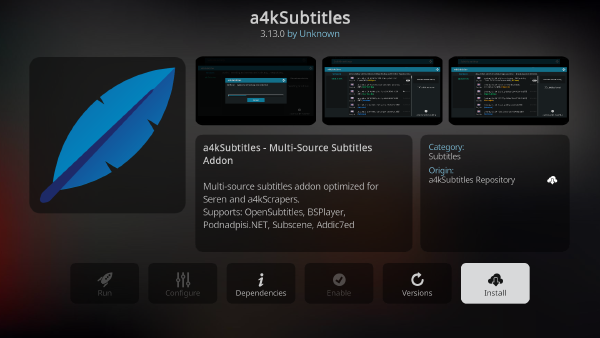 a4kSubtitles
3.13.0 by Unknown
a4kSubtitles - Multi-Source Subtitles
Addon
Multi-source subtitles addon optimized for
Seren and a4kScrapers.
Supports: OpenSubtitles, BSPlayer,
Podnadpisi.NET, Subscene, Addic7ed
Category:
Subtitles
Origin:
a4kSubtitles Repository
Run
Configure
Dependencies
Enable
Versions
Install